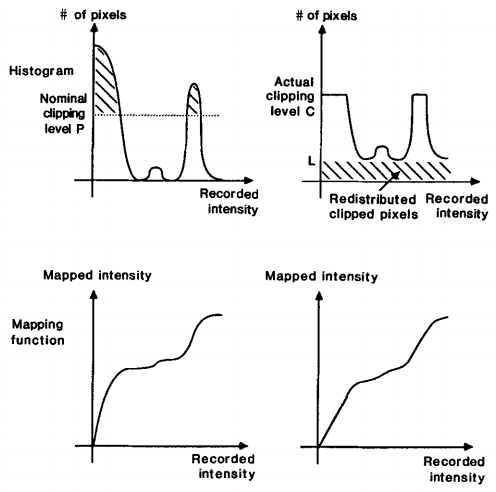 # of pixels
Histogram
Nominal
clipping
level P
Recorded
intensity
# of pixels
Actual
clipping
level C
L
Redistributed
clipped pixels
Recorded
intensity
Mapped intensity
Mapping
function
Recorded
intensity
Mapped intensity
Recorded
intensity